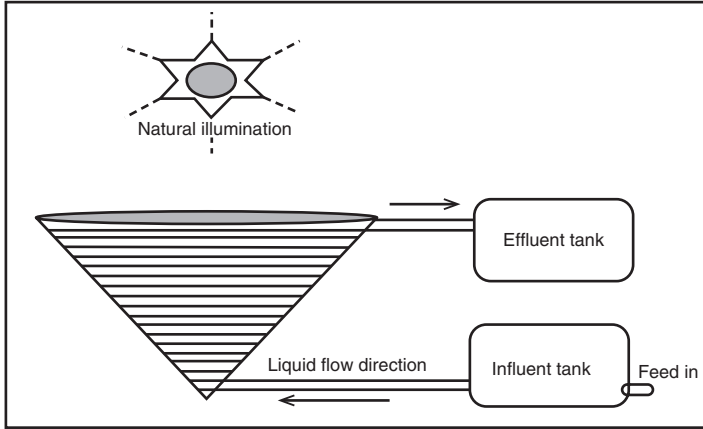 Natural illumination
Effluent tank
Liquid flow direction
Influent tank
Feed in